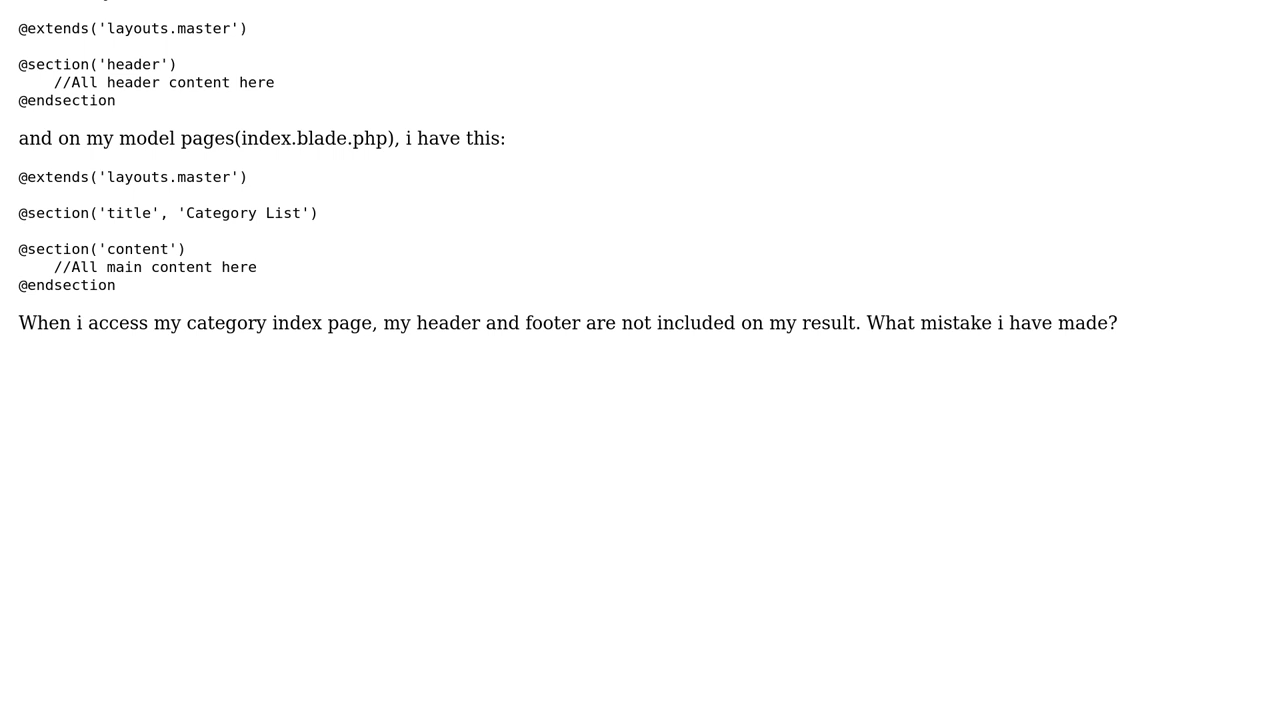 @extends('layouts.master')
@section('header')
    //All header content here
@endsection
and on my model pages(index.blade.php), i have this:
@extends('layouts.master')
@section('title', 'Category List')
@section('content')
    //All main content here
@endsection
When i access my category index page, my header and footer are not included on my result. What mistake i have made?